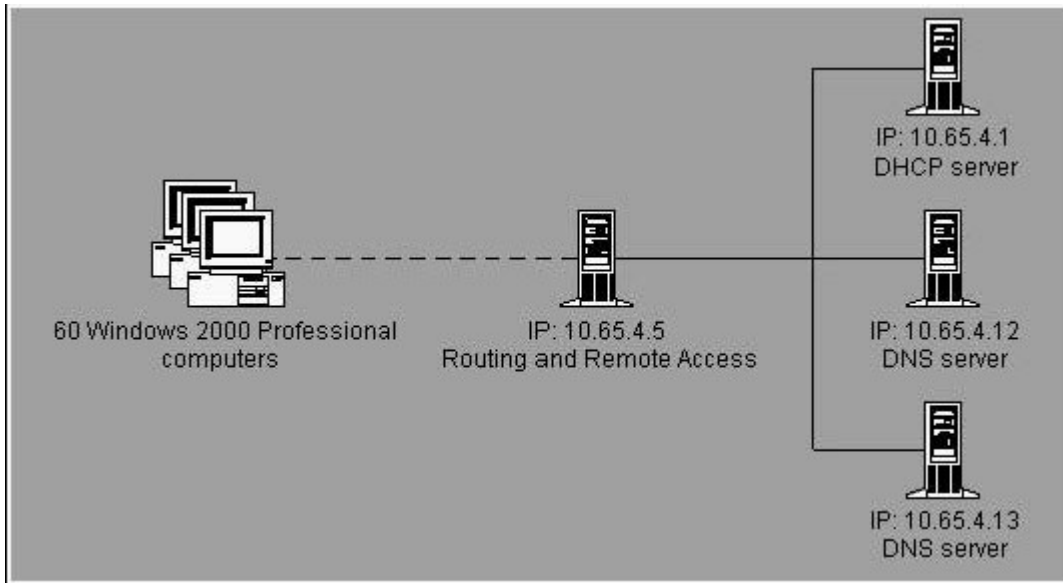 IP: 10.65.4.1
DHCP server
60 Windows 2000 Professional
computers
IP: 10.65.4.5
Routing and Remote Access
IP: 10.65.4.12
DNS server
IP: 10.65.4.13
DNS server